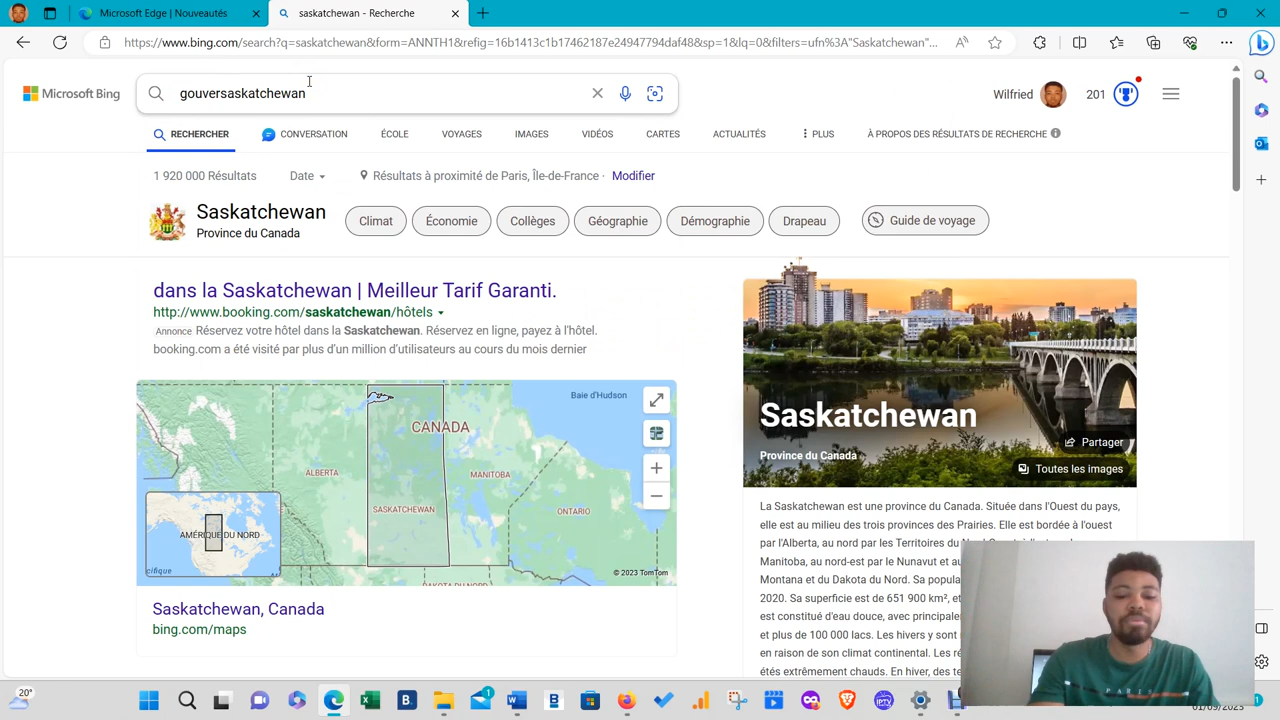 Microsoft Edge | Nouveautés
saskatchewan - Recherche
https://www.bing.com/search?q=saskatchewan&form=ANNTH1&refig=16b1413c1b17462187e24947794daf48&sp=1&lq=0&filters=ufn%3A"Saskatchewan"...
Microsoft Bing
gouversaskatchewan
Wilfried
201
RECHERCHER
CONVERSATION
ÉCOLE
VOYAGES
IMAGES
VIDÉOS
CARTES
ACTUALITÉS
PLUS
À PROPOS DES RÉSULTATS DE RECHERCHE
1 920 000 Résultats
Date
Résultats à proximité de Paris, Île-de-France · Modifier
Saskatchewan
Province du Canada
Climat
Économie
Collèges
Géographie
Démographie
Drapeau
Guide de voyage
dans la Saskatchewan | Meilleur Tarif Garanti.
http://www.booking.com/saskatchewan/hôtels
Annonce Réservez votre hôtel dans la Saskatchewan. Réservez en ligne, payez à l'hôtel.
booking.com a été visité par plus d'un million d'utilisateurs au cours du mois dernier
Baie d'Hudson
CANADA
ALBERTA
MANITOBA
SASKATCHEWAN
ONTARIO
AMÉRIQUE DU NORD
cifique
DAKOTA DU NORD
© 2023 TomTom
Saskatchewan, Canada
bing.com/maps
Saskatchewan
Province du Canada
Partager
Toutes les images
La Saskatchewan est une province du Canada. Située dans l'Ouest du pays,
elle est au milieu des trois provinces des Prairies. Elle est bordée à l'ouest
par l'Alberta, au nord par les Territoires du
Manitoba, au nord-est par le Nunavut et au
Montana et du Dakota du Nord. Sa popula
2020. Sa superficie est de 651 900 km², et
est constitué d'eau douce, avec principale
et plus de 100 000 lacs. Les hivers y sont
en raison de son climat continental. Les ré
étés extrêmement chauds. En hiver, des te
PARIS
20°
1
01/09/2023